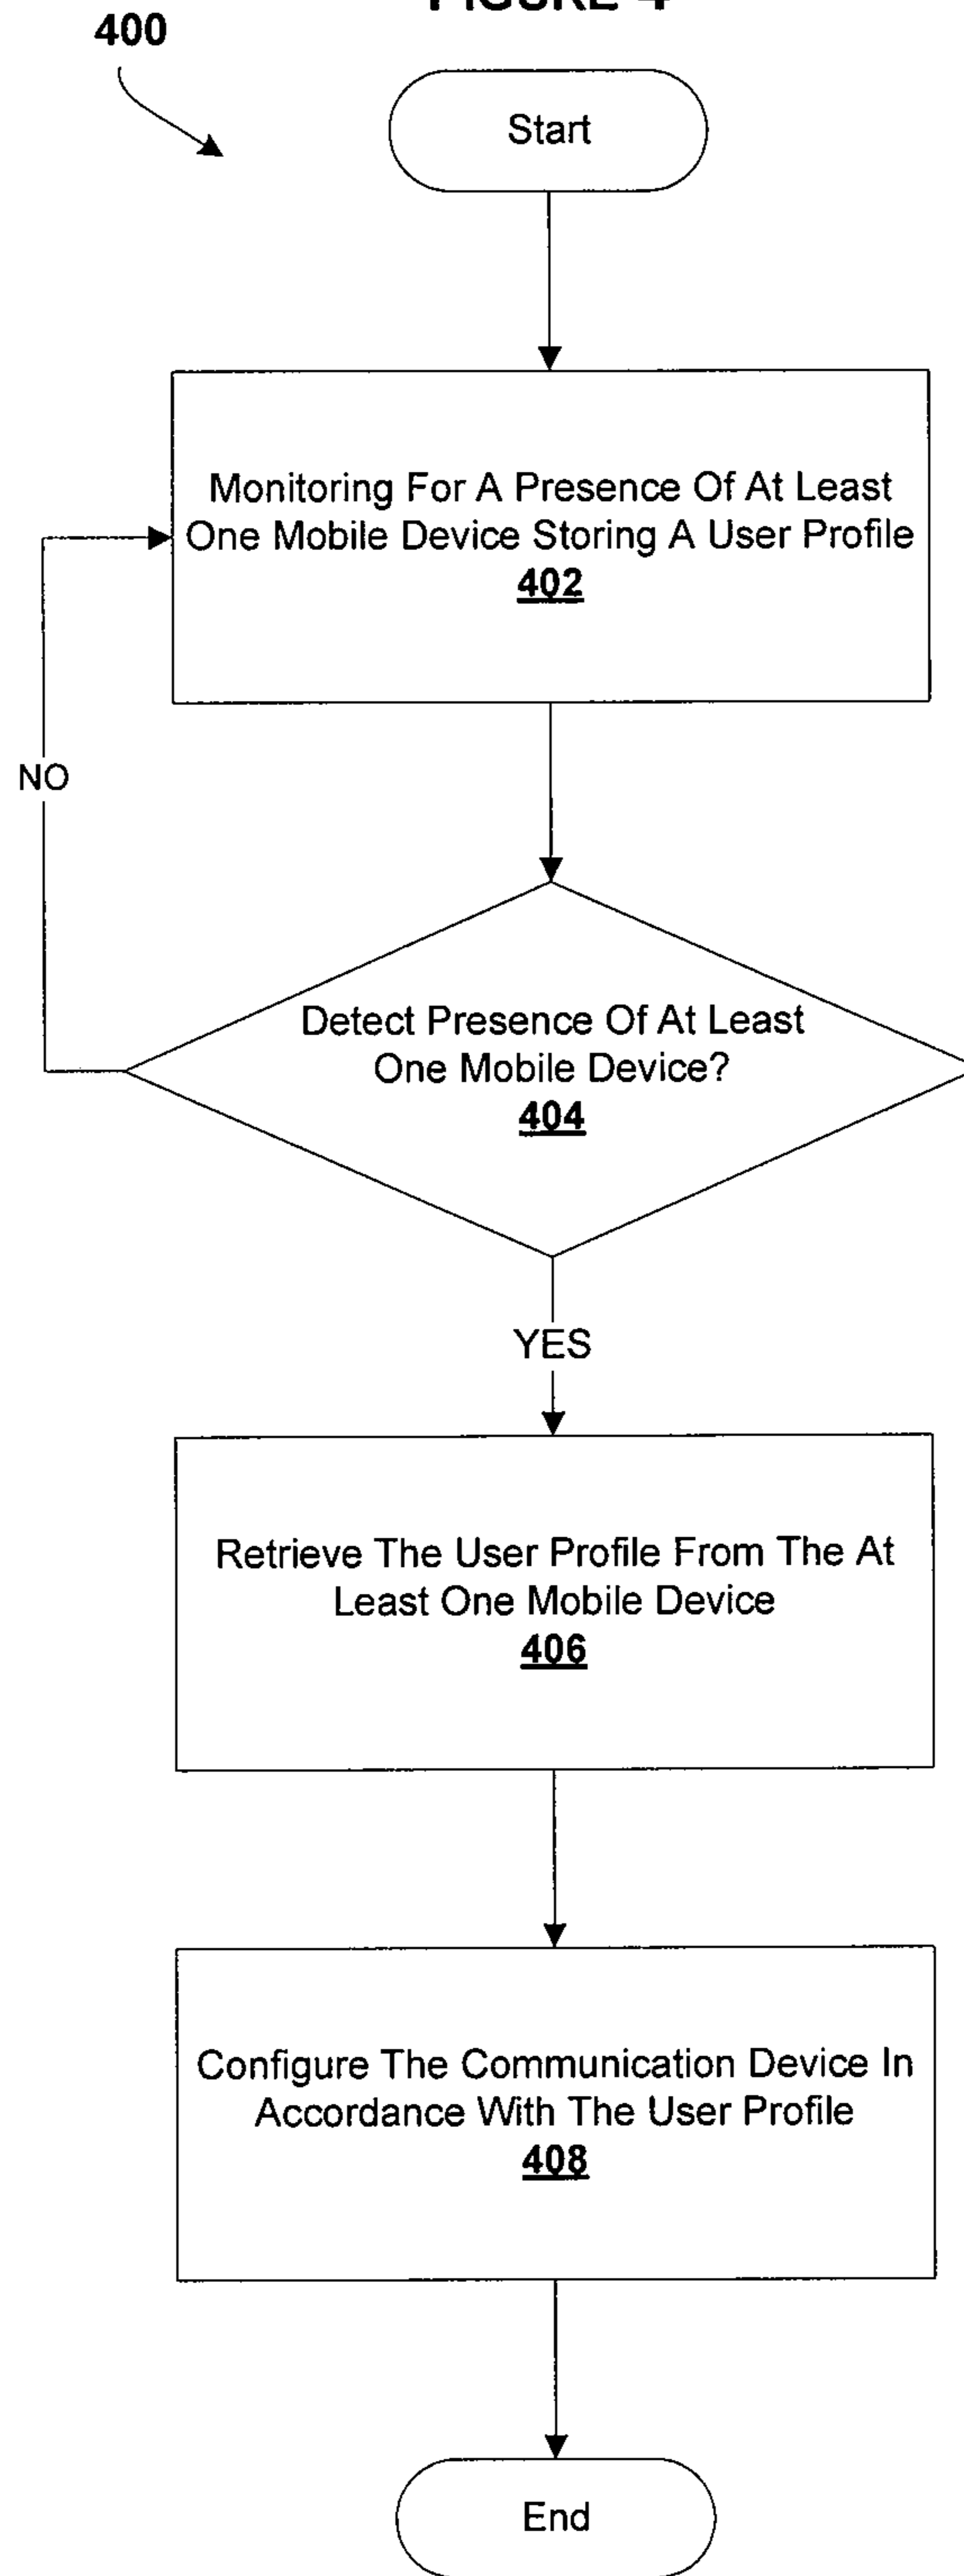 FIGURE 4
400
Start
Monitoring For A Presence Of At Least
One Mobile Device Storing A User Profile
402
NO
Detect Presence Of At Least
One Mobile Device?
404
YES
Retrieve The User Profile From The At
Least One Mobile Device
406
Configure The Communication Device In
Accordance With The User Profile
408
End